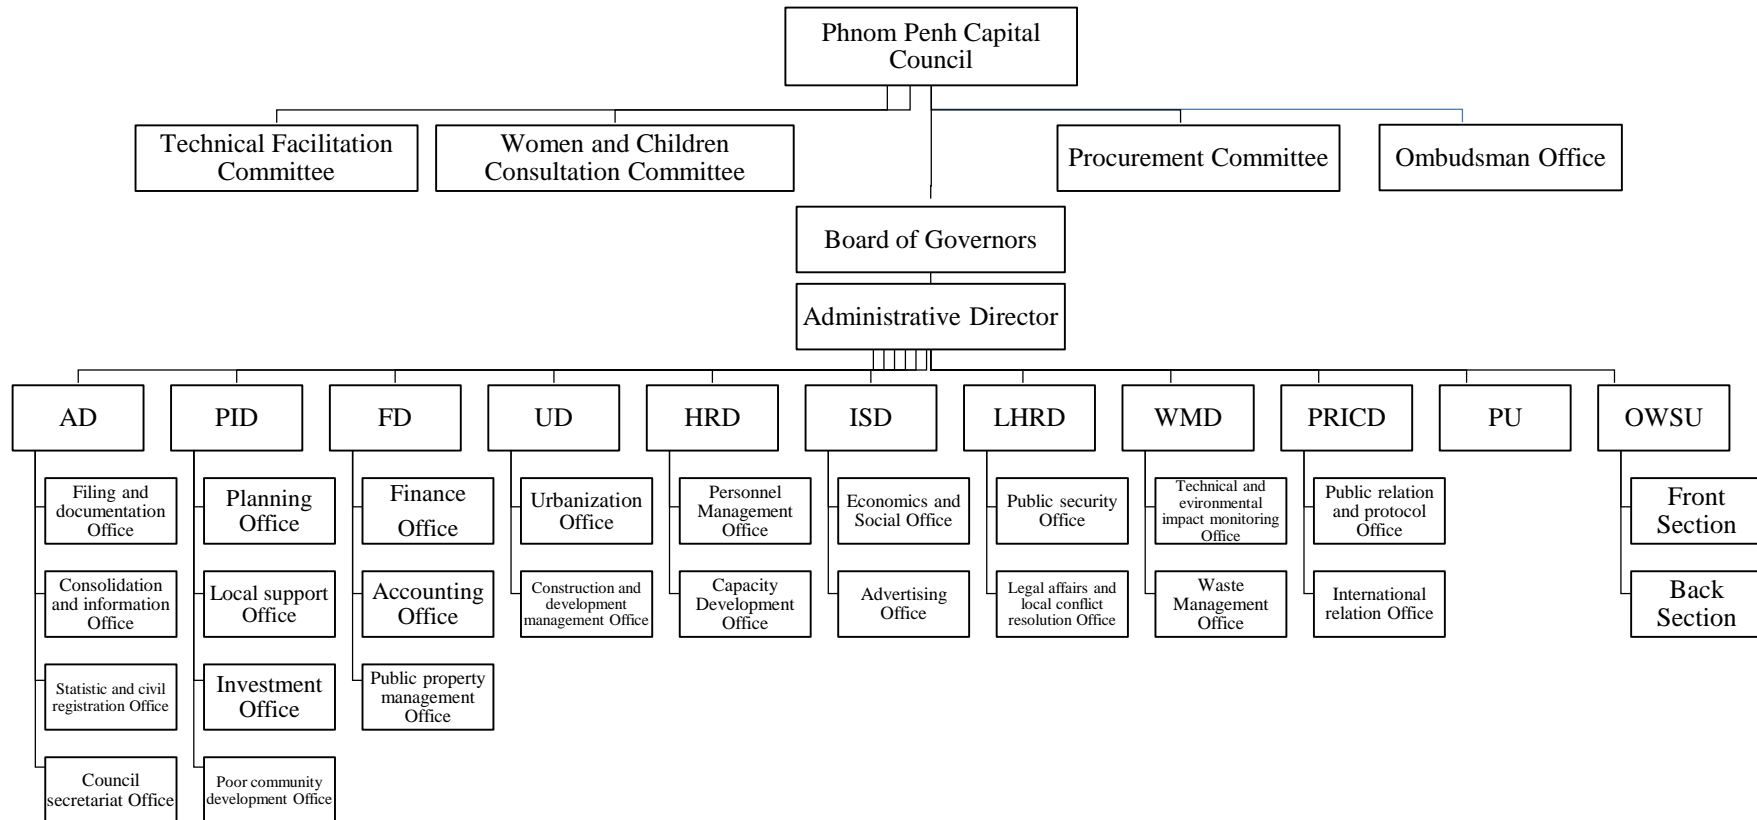 Phnom Penh Capital
Council
Technical Facilitation
Committee
Women and Children
Consultation Committee
Procurement Committee
Ombudsman Office
Board of Governors
Administrative Director
AD
PID
FD
UD
HRD
ISD
LHRD
WMD
PRICD
PU
OWSU
Filing and
documentation
Office
Planning
Office
Finance
Office
Urbanization
Office
Personnel
Management
Office
Economics and
Social Office
Public security
Office
Technical and
evironmental
impact monitoring
Office
Public relation
and protocol
Office
Front
Section
Consolidation
and information
Office
Local support
Office
Accounting
Office
Construction and
development
management Office
Capacity
Development
Office
Advertising
Office
Legal affairs and
local conflict
resolution Office
Waste
Management
Office
International
relation Office
Back
Section
Statistic and civil
registration Office
Investment
Office
Public property
management
Office
Council
secretariat Office
Poor community
development Office